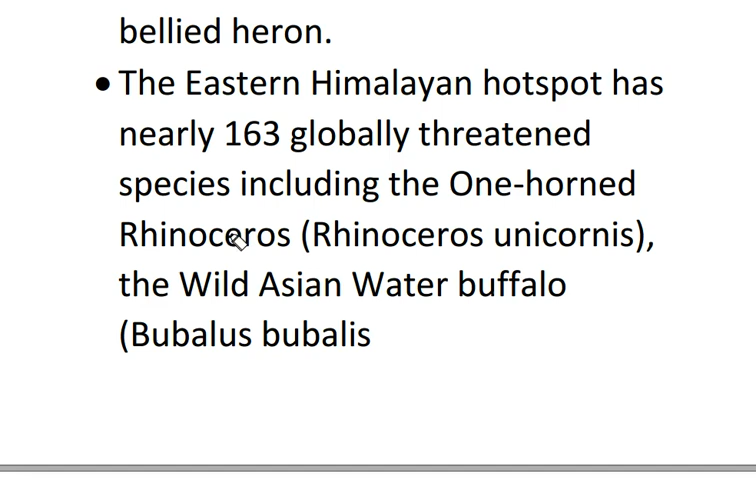 bellied heron.
• The Eastern Himalayan hotspot has
nearly 163 globally threatened
species including the One-horned
Rhinoceros (Rhinoceros unicornis),
the Wild Asian Water buffalo
(Bubalus bubalis